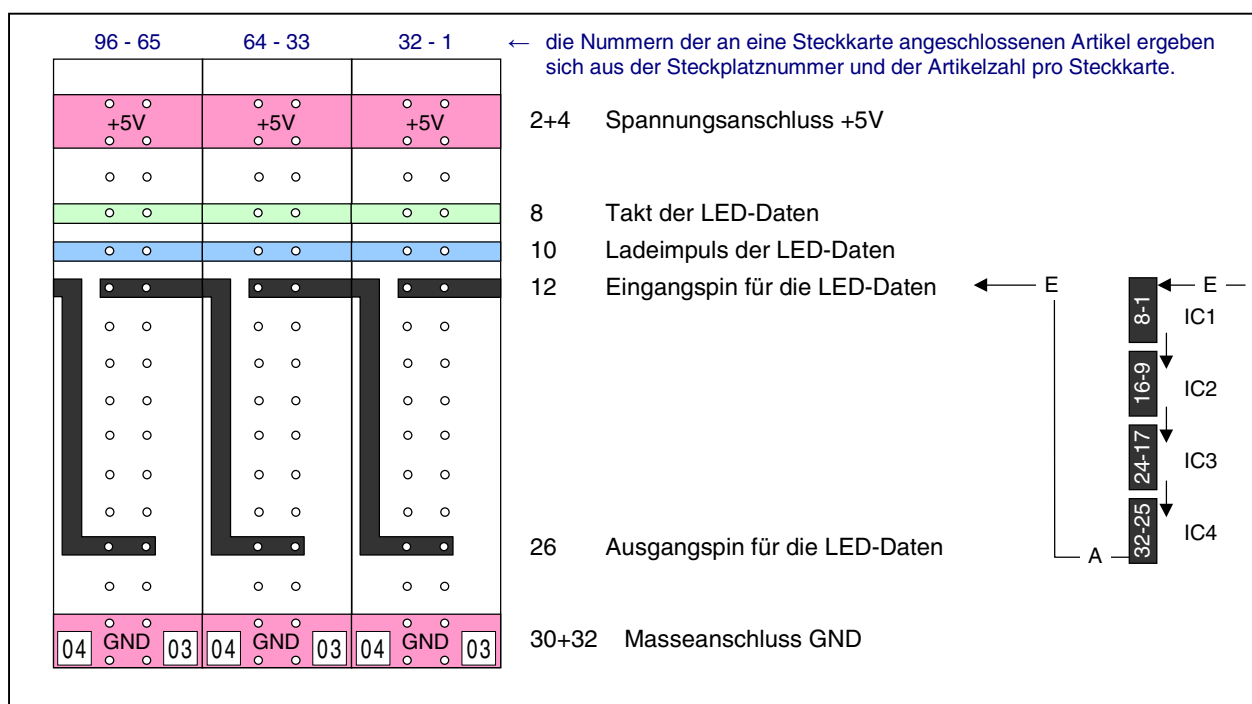 96 - 65 64 - 33 32 - 1 ← die Nummern der an eine Steckkarte angeschlossenen Artikel ergeben
sich aus der Steckplatznummer und der Artikelzahl pro Steckkarte.
+5V +5V +5V 2+4 Spannungsanschluss +5V
8 Takt der LED-Daten
10 Ladeimpuls der LED-Daten
12 Eingangspin für die LED-Daten E E
8-1 IC1
16-9 IC2
24-17 IC3
32-25 IC4
26 Ausgangspin für die LED-Daten A
04 GND 03 04 GND 03 04 GND 03 30+32 Masseanschluss GND